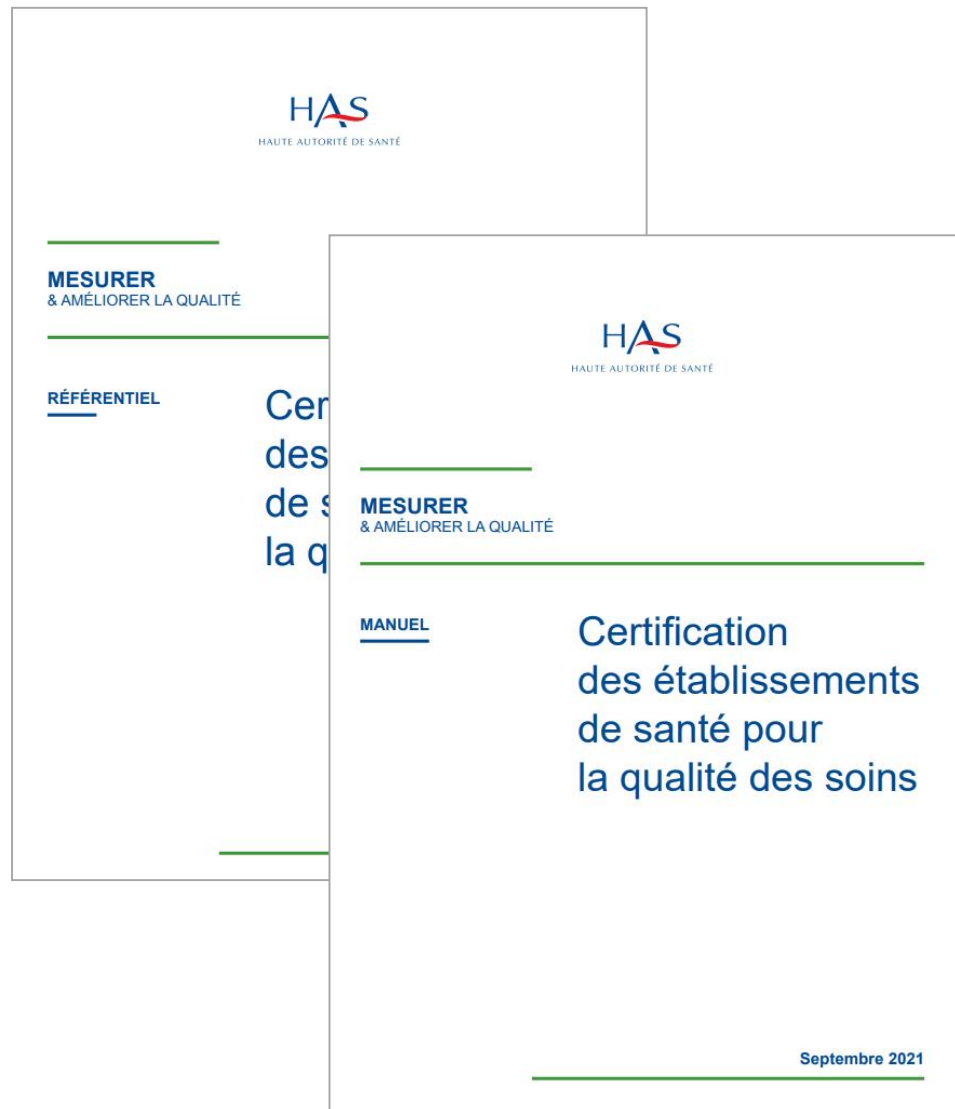 HAS
HAUTE AUTORITÉ DE SANTÉ
MESURER
& AMÉLIORER LA QUALITÉ
RÉFÉRENTIEL
Cer
des
de s
la q
HAS
HAUTE AUTORITÉ DE SANTÉ
MESURER
& AMÉLIORER LA QUALITÉ
MANUEL
Certification
des établissements
de santé pour
la qualité des soins
Septembre 2021